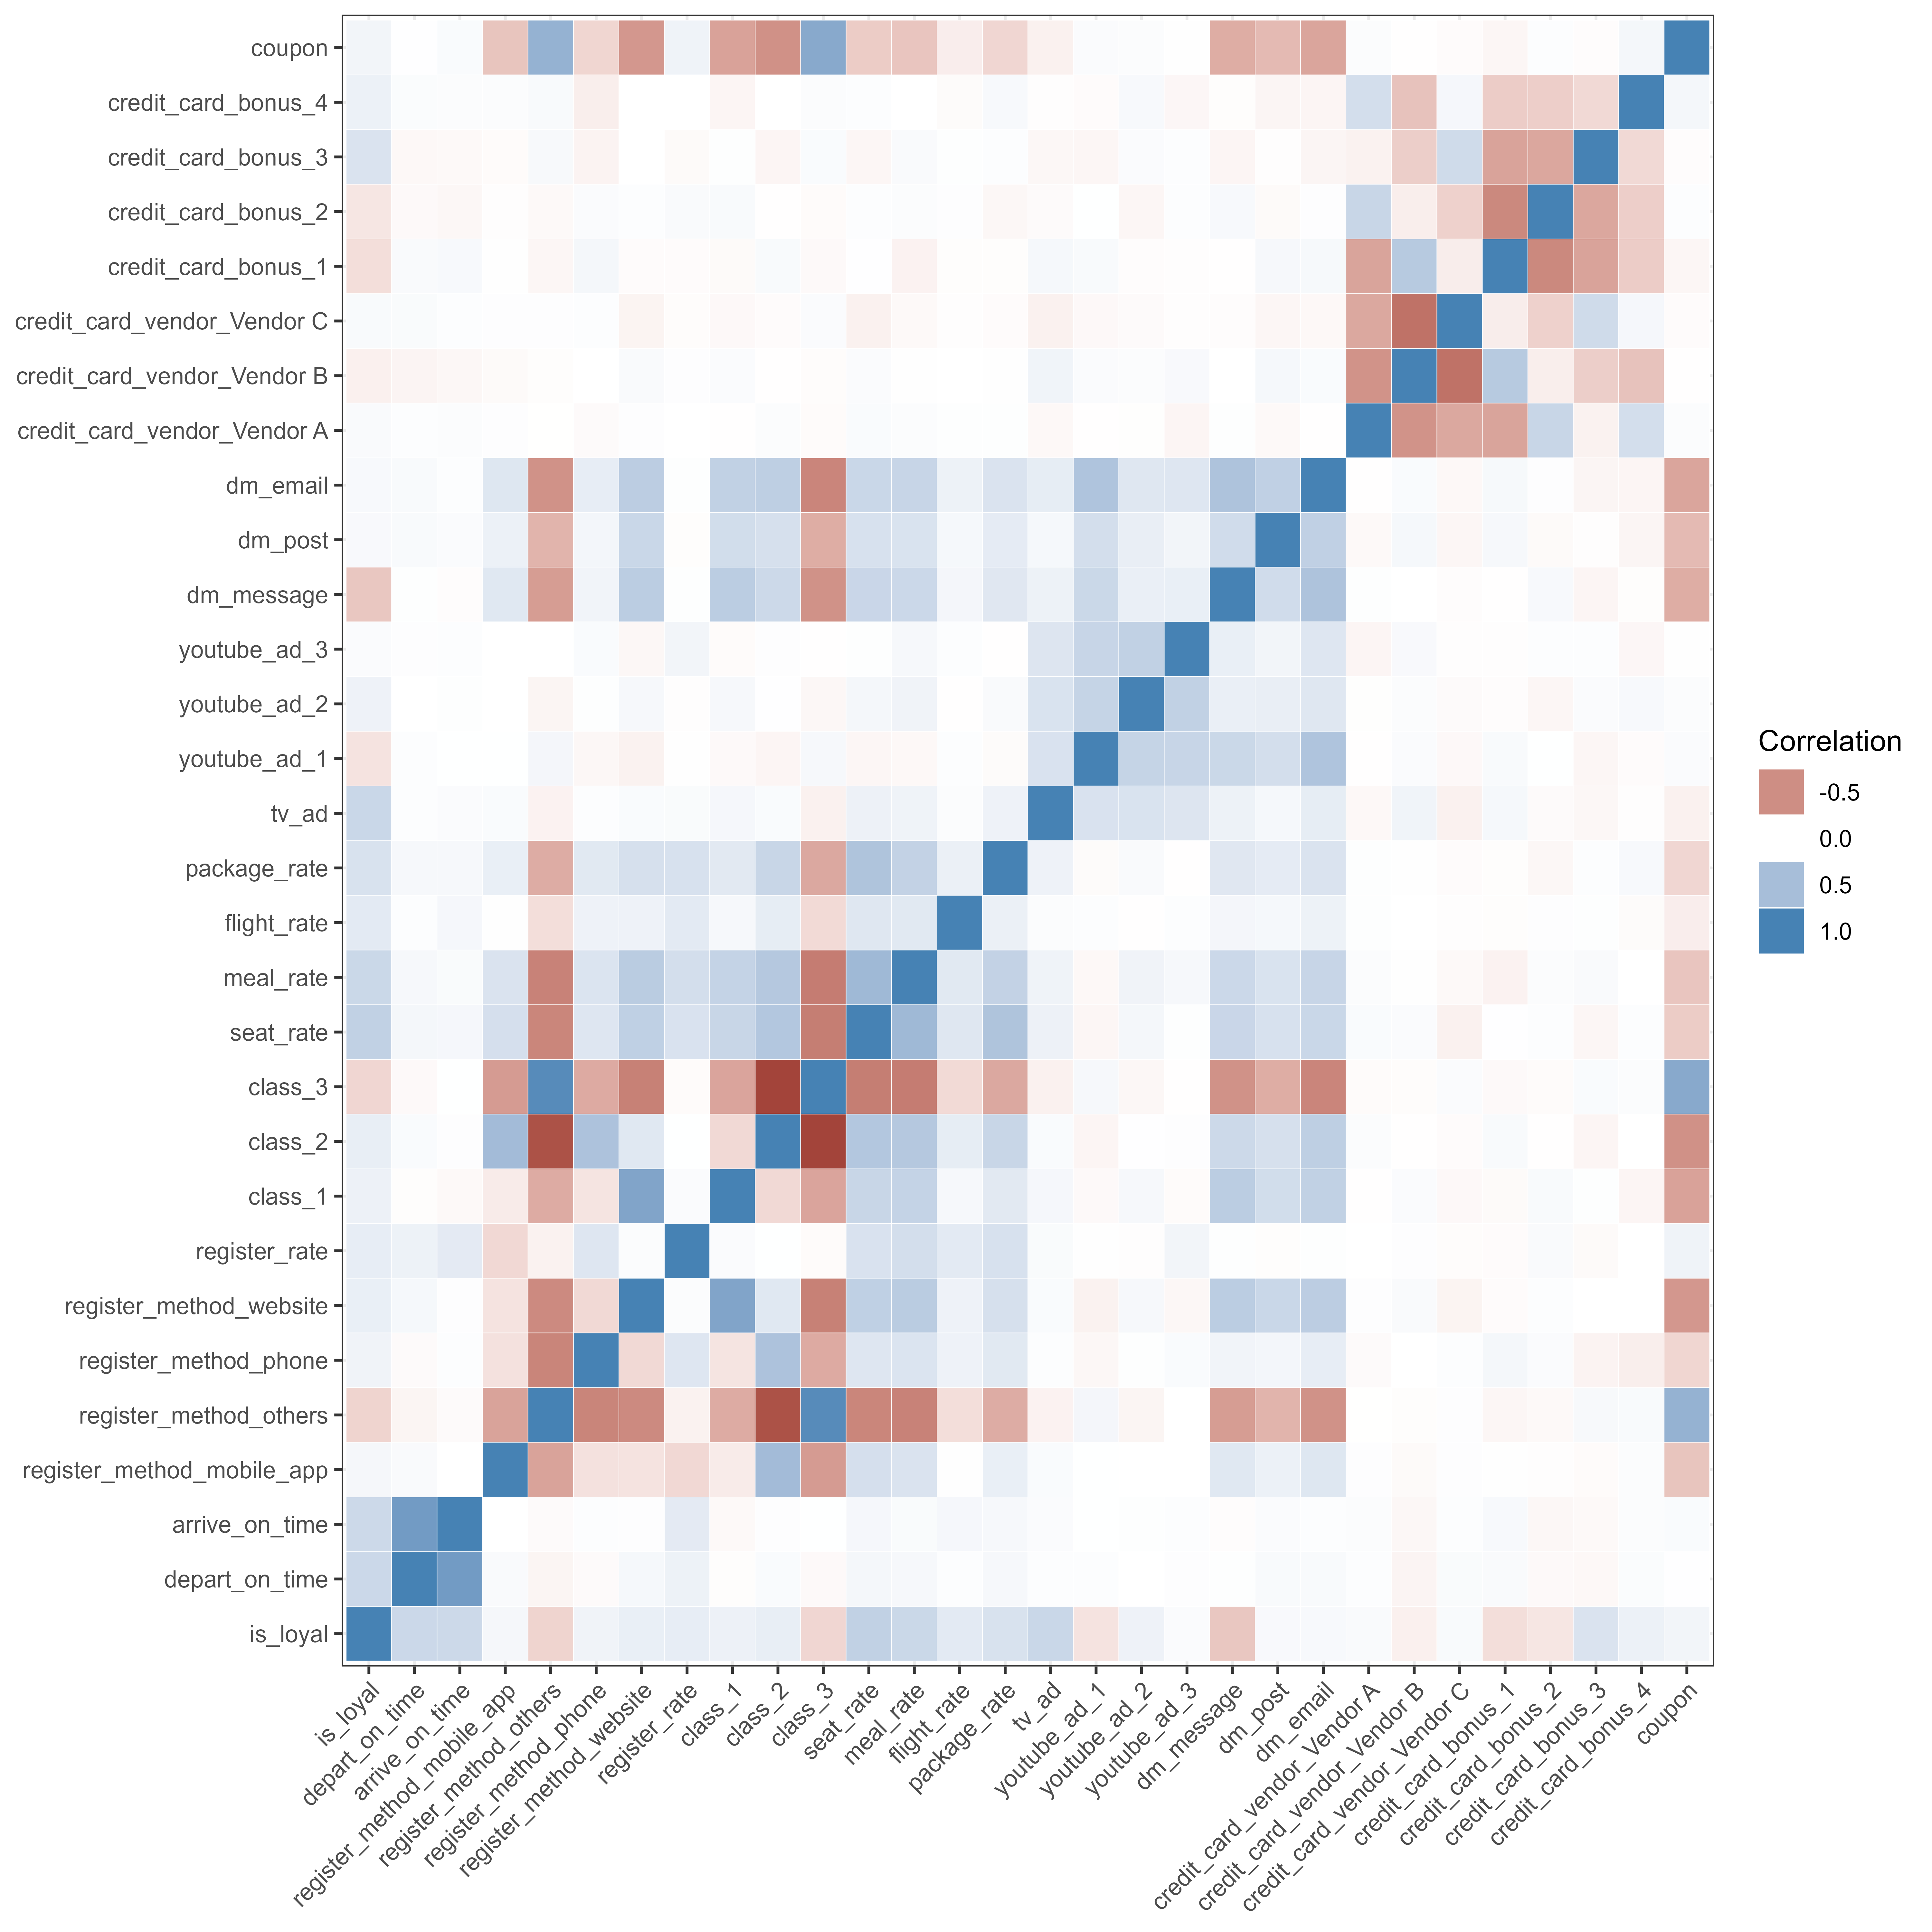 coupon
credit_card_bonus_4
credit_card_bonus_3
credit_card_bonus_2
credit_card_bonus_1
credit_card_vendor_Vendor C
credit_card_vendor_Vendor B
credit_card_vendor_Vendor A
dm_email
dm_post
dm_message
youtube_ad_3
youtube_ad_2
youtube_ad_1
tv_ad
package_rate
flight_rate
meal_rate
seat_rate
class_3
class_2
class_1
register_rate
register_method_website
register_method_phone
register_method_others
register_method_mobile_app
arrive_on_time
depart_on_time
is_loyal
is_loyal
depart_on_time
arrive_on_time
register_method_mobile_app
register_method_others
register_method_phone
register_method_website
register_rate
class_1
class_2
class_3
seat_rate
meal_rate
flight_rate
package_rate
tv_ad
youtube_ad_1
youtube_ad_2
youtube_ad_3
dm_message
dm_post
dm_email
credit_card_vendor_Vendor A
credit_card_vendor_Vendor B
credit_card_vendor_Vendor C
credit_card_bonus_1
credit_card_bonus_2
credit_card_bonus_3
credit_card_bonus_4
coupon
Correlation
-0.5
0.0
0.5
1.0